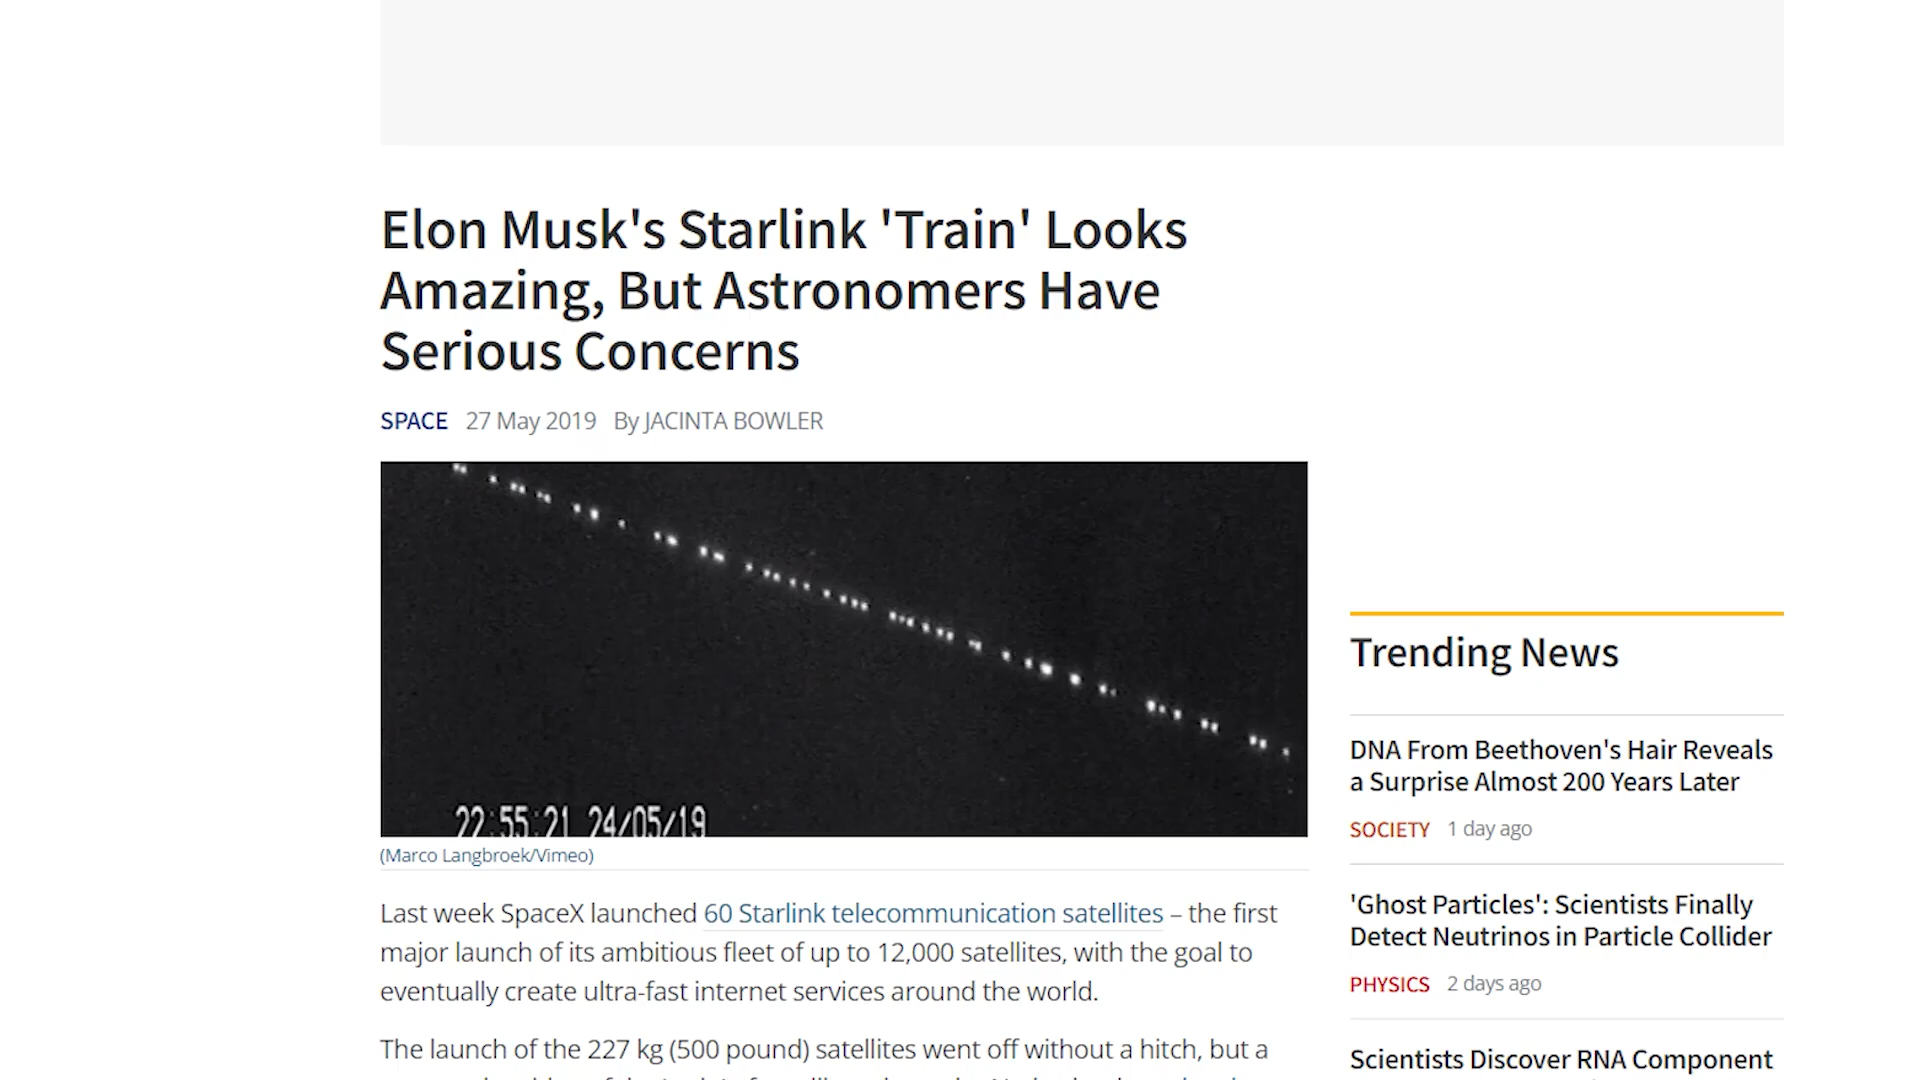 Elon Musk's Starlink 'Train' Looks
Amazing, But Astronomers Have
Serious Concerns
SPACE 27 May 2019 By JACINTA BOWLER
22:55:21 24/05/19
(Marco Langbroek/Vimeo)
Last week SpaceX launched 60 Starlink telecommunication satellites – the first
major launch of its ambitious fleet of up to 12,000 satellites, with the goal to
eventually create ultra-fast internet services around the world.
The launch of the 227 kg (500 pound) satellites went off without a hitch, but a
Trending News
DNA From Beethoven's Hair Reveals
a Surprise Almost 200 Years Later
SOCIETY 1 day ago
'Ghost Particles': Scientists Finally
Detect Neutrinos in Particle Collider
PHYSICS 2 days ago
Scientists Discover RNA Component